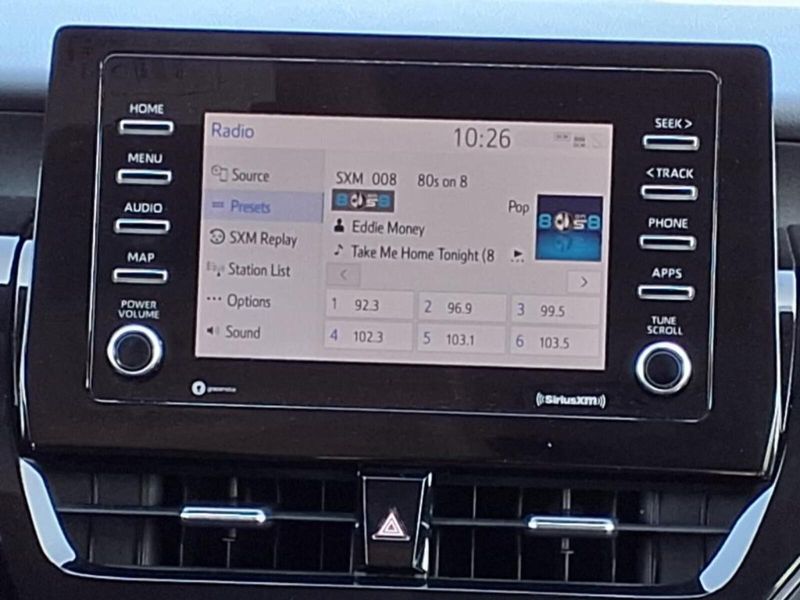 HOME
MENU
AUDIO
MAP
POWER
VOLUME
Radio
10:26
Source
Presets
SXM Replay
Station List
Options
Sound
SXM 008 80s on 8
Pop
Eddie Money
Take Me Home Tonight (8
1 92.3
2 96.9
3 99.5
4 102.3
5 103.1
6 103.5
SEEK >
< TRACK
PHONE
APPS
TUNE
SCROLL
gracenote
((SiriusXM))